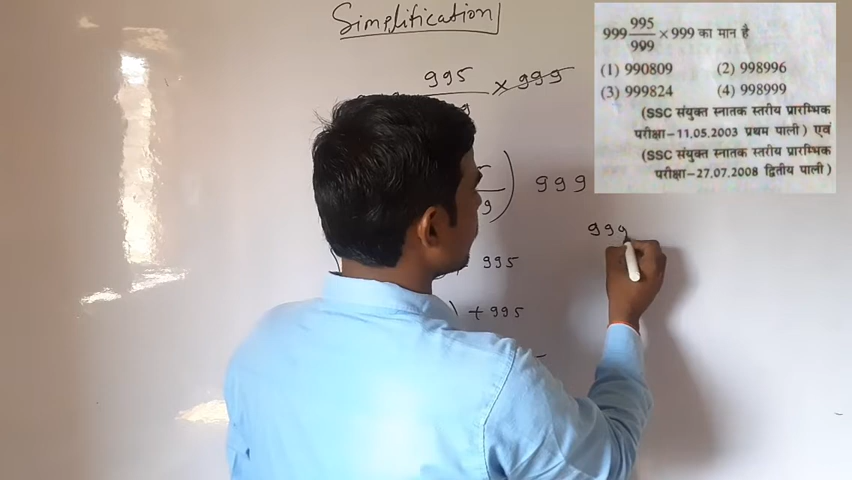 Simplification
995
× 999
999
999
995
+ 995
999 995/999 × 999 का मान है
(1) 990809 (2) 998996
(3) 999824 (4) 998999
(SSC संयुक्त स्नातक स्तरीय प्रारम्भिक
परीक्षा-11.05.2003 प्रथम पाली) एवं
(SSC संयुक्त स्नातक स्तरीय प्रारम्भिक
परीक्षा-27.07.2008 द्वितीय पाली)